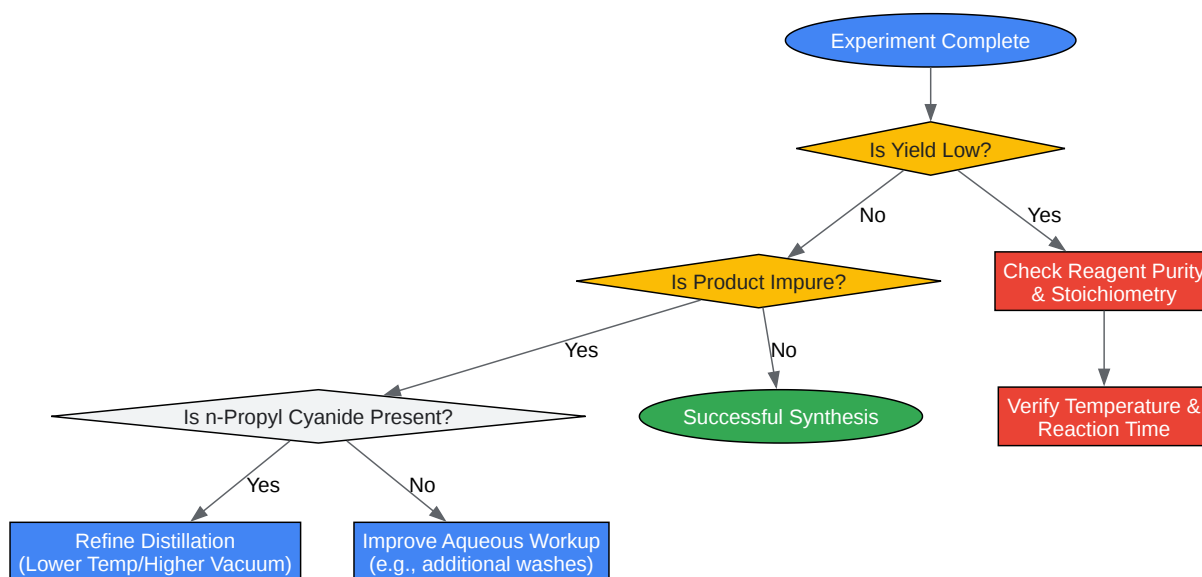 Experiment Complete
Is Yield Low?
No
Yes
Is Product Impure?
Check Reagent Purity
& Stoichiometry
Yes
No
Is n-Propyl Cyanide Present?
Successful Synthesis
Verify Temperature &
Reaction Time
Yes
No
Refine Distillation
(Lower Temp/Higher Vacuum)
Improve Aqueous Workup
(e.g., additional washes)